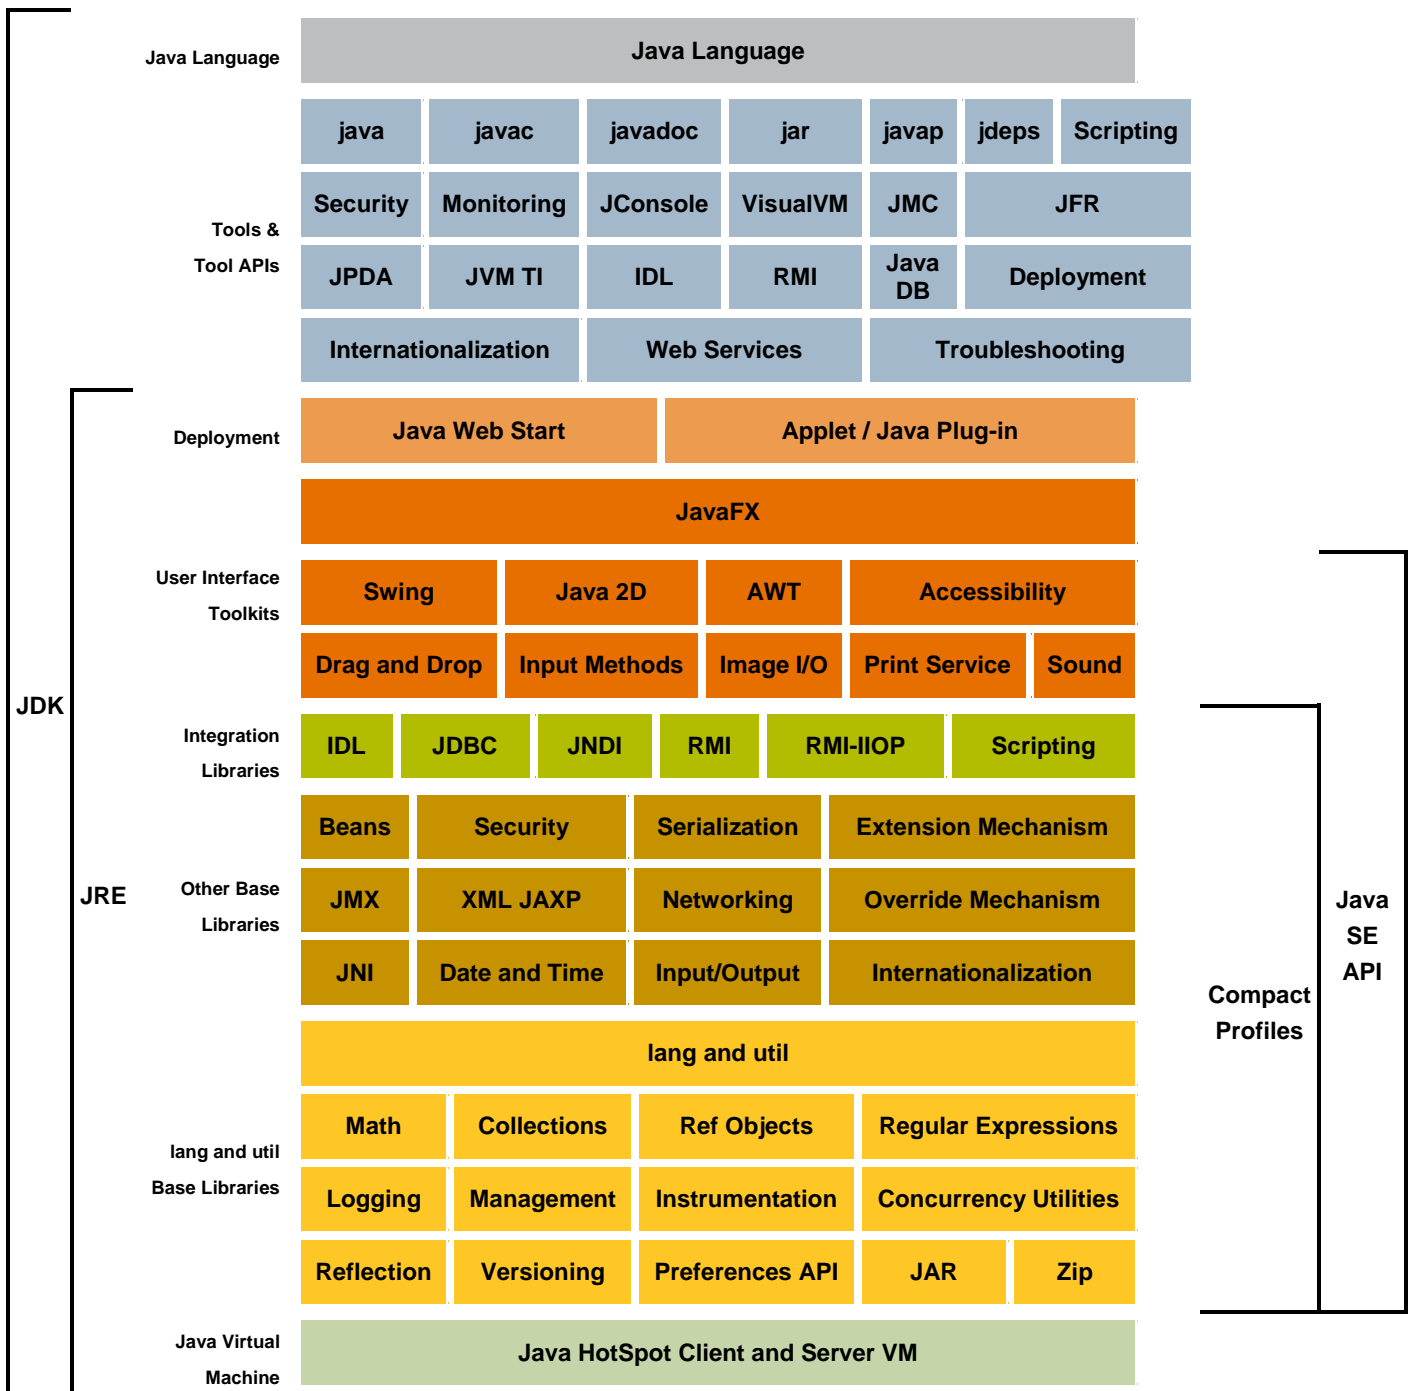 Java Language
Java Language
java javac javadoc jar javap jdeps Scripting
Security Monitoring JConsole VisualVM JMC JFR
Tools &
Tool APIs
JPDA JVM TI IDL RMI Java DB Deployment
Internationalization Web Services Troubleshooting
Deployment
Java Web Start Applet / Java Plug-in
JavaFX
User Interface
Toolkits
Swing Java 2D AWT Accessibility
Drag and Drop Input Methods Image I/O Print Service Sound
JDK
Integration
Libraries
IDL JDBC JNDI RMI RMI-IIOP Scripting
Beans Security Serialization Extension Mechanism
JRE
Other Base
Libraries
JMX XML JAXP Networking Override Mechanism
Java
SE
API
JNI Date and Time Input/Output Internationalization
Compact
Profiles
lang and util
Math Collections Ref Objects Regular Expressions
lang and util
Base Libraries
Logging Management Instrumentation Concurrency Utilities
Reflection Versioning Preferences API JAR Zip
Java Virtual
Machine
Java HotSpot Client and Server VM